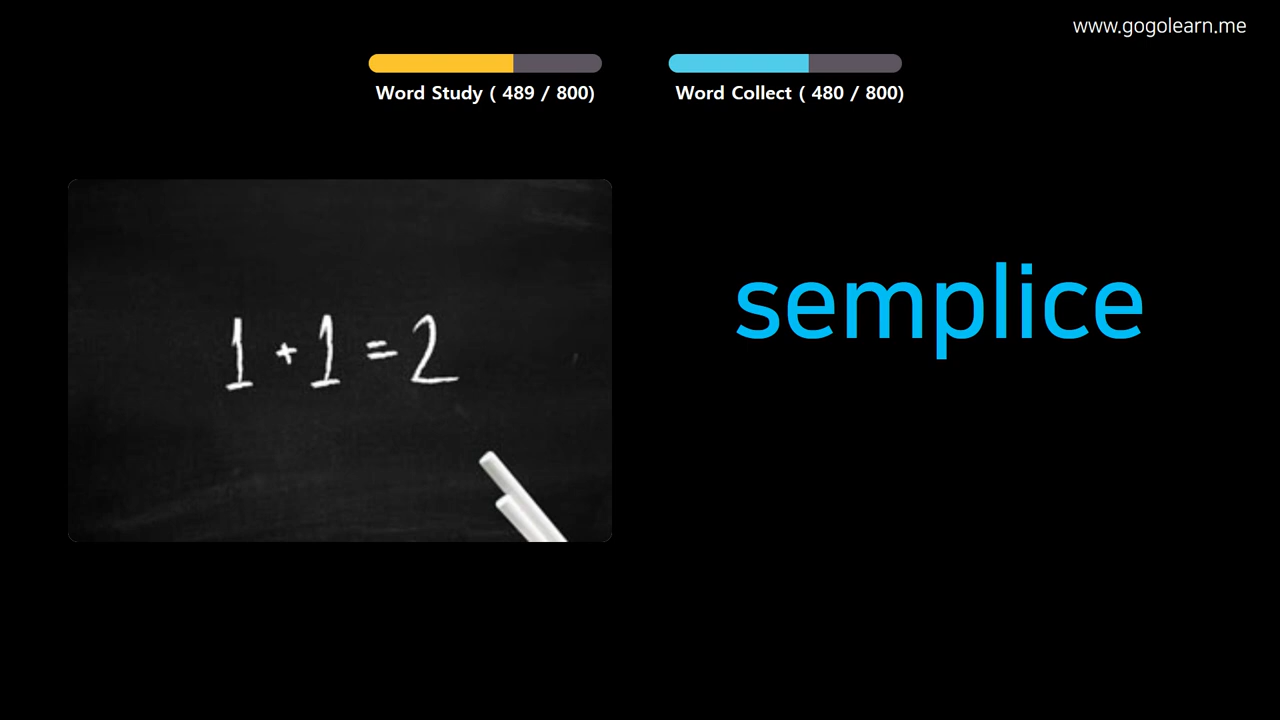 www.gogolearn.me
Word Study ( 489 / 800)
Word Collect ( 480 / 800)
semplice
1 + 1 = 2